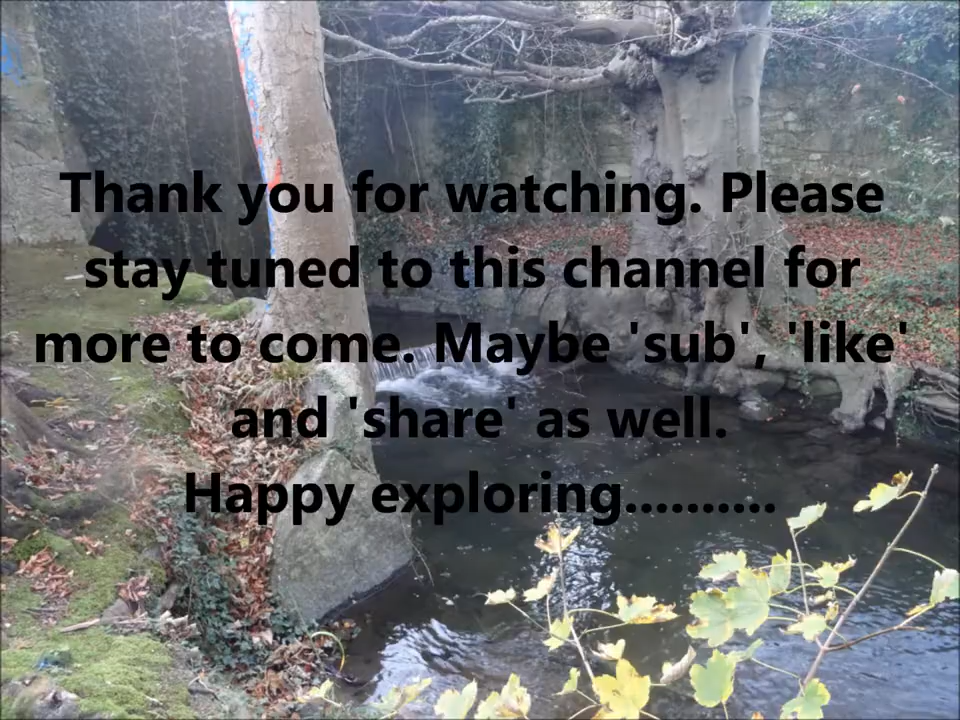 Thank you for watching. Please
stay tuned to this channel for
more to come. Maybe 'sub', 'like'
and 'share' as well.
Happy exploring..........